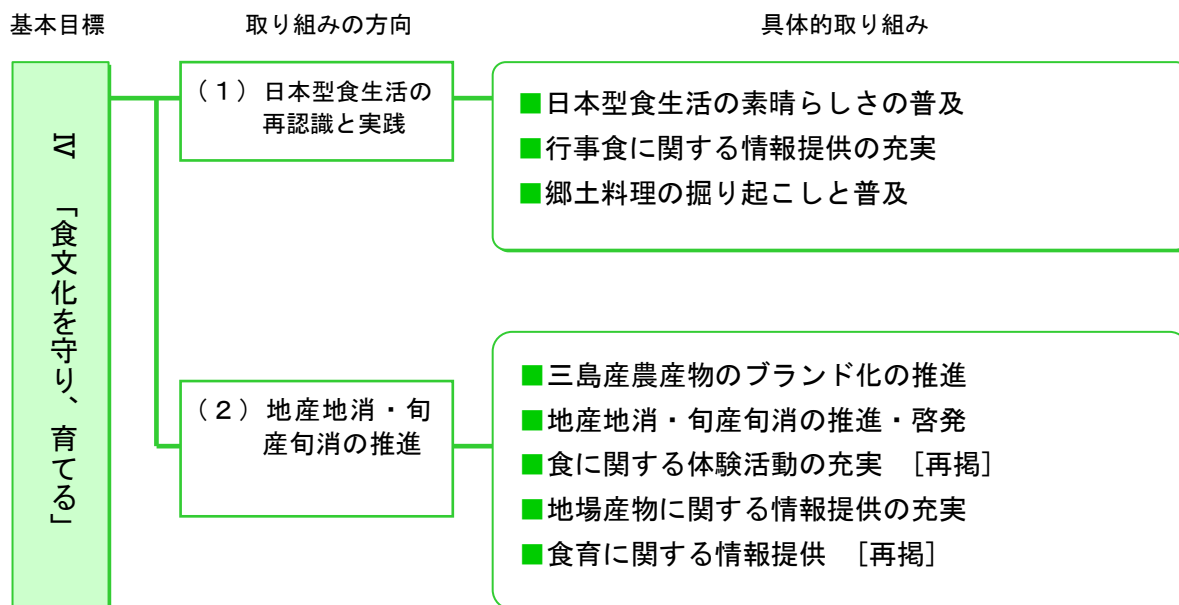 基本目標 取り組みの方向 具体的取り組み
Ⅳ 「食文化を守り、育てる」
（１）日本型食生活の
再認識と実践
■日本型食生活の素晴らしさの普及
■行事食に関する情報提供の充実
■郷土料理の掘り起こしと普及
（２）地産地消・旬
産旬消の推進
■三島産農産物のブランド化の推進
■地産地消・旬産旬消の推進・啓発
■食に関する体験活動の充実 ［再掲］
■地場産物に関する情報提供の充実
■食育に関する情報提供 ［再掲］